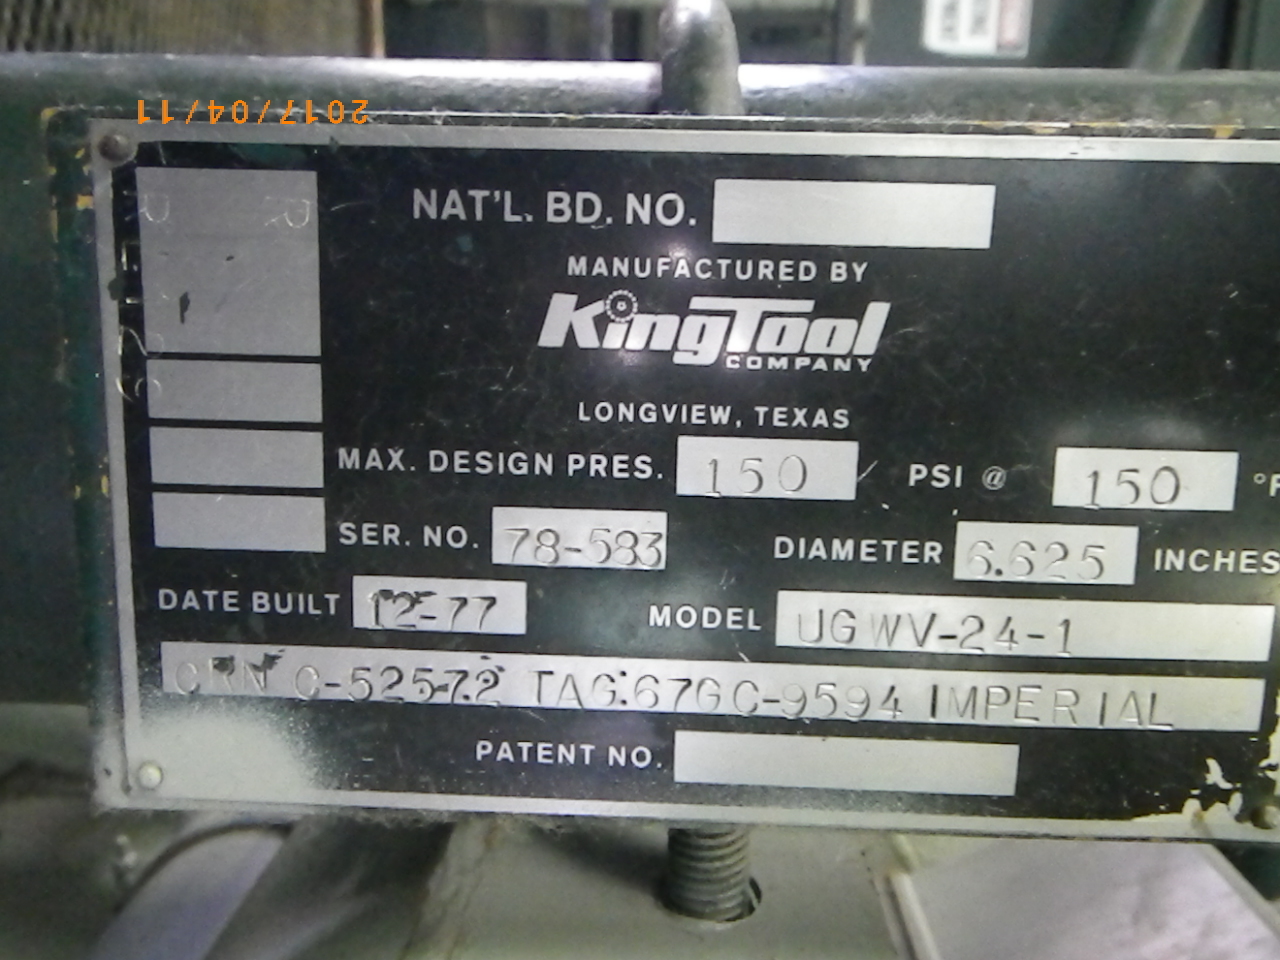 2017/04/11
NAT'L. BD. NO.
MANUFACTURED BY
KingTool
COMPANY
LONGVIEW, TEXAS
MAX. DESIGN PRES. 150 PSI @ 150 °F
SER. NO. 78-583 DIAMETER 6.625 INCHES
DATE BUILT 12-77 MODEL UGWV-24-1
CRN C-5257.2 TAG:67GC-9594 IMPERIAL
PATENT NO.